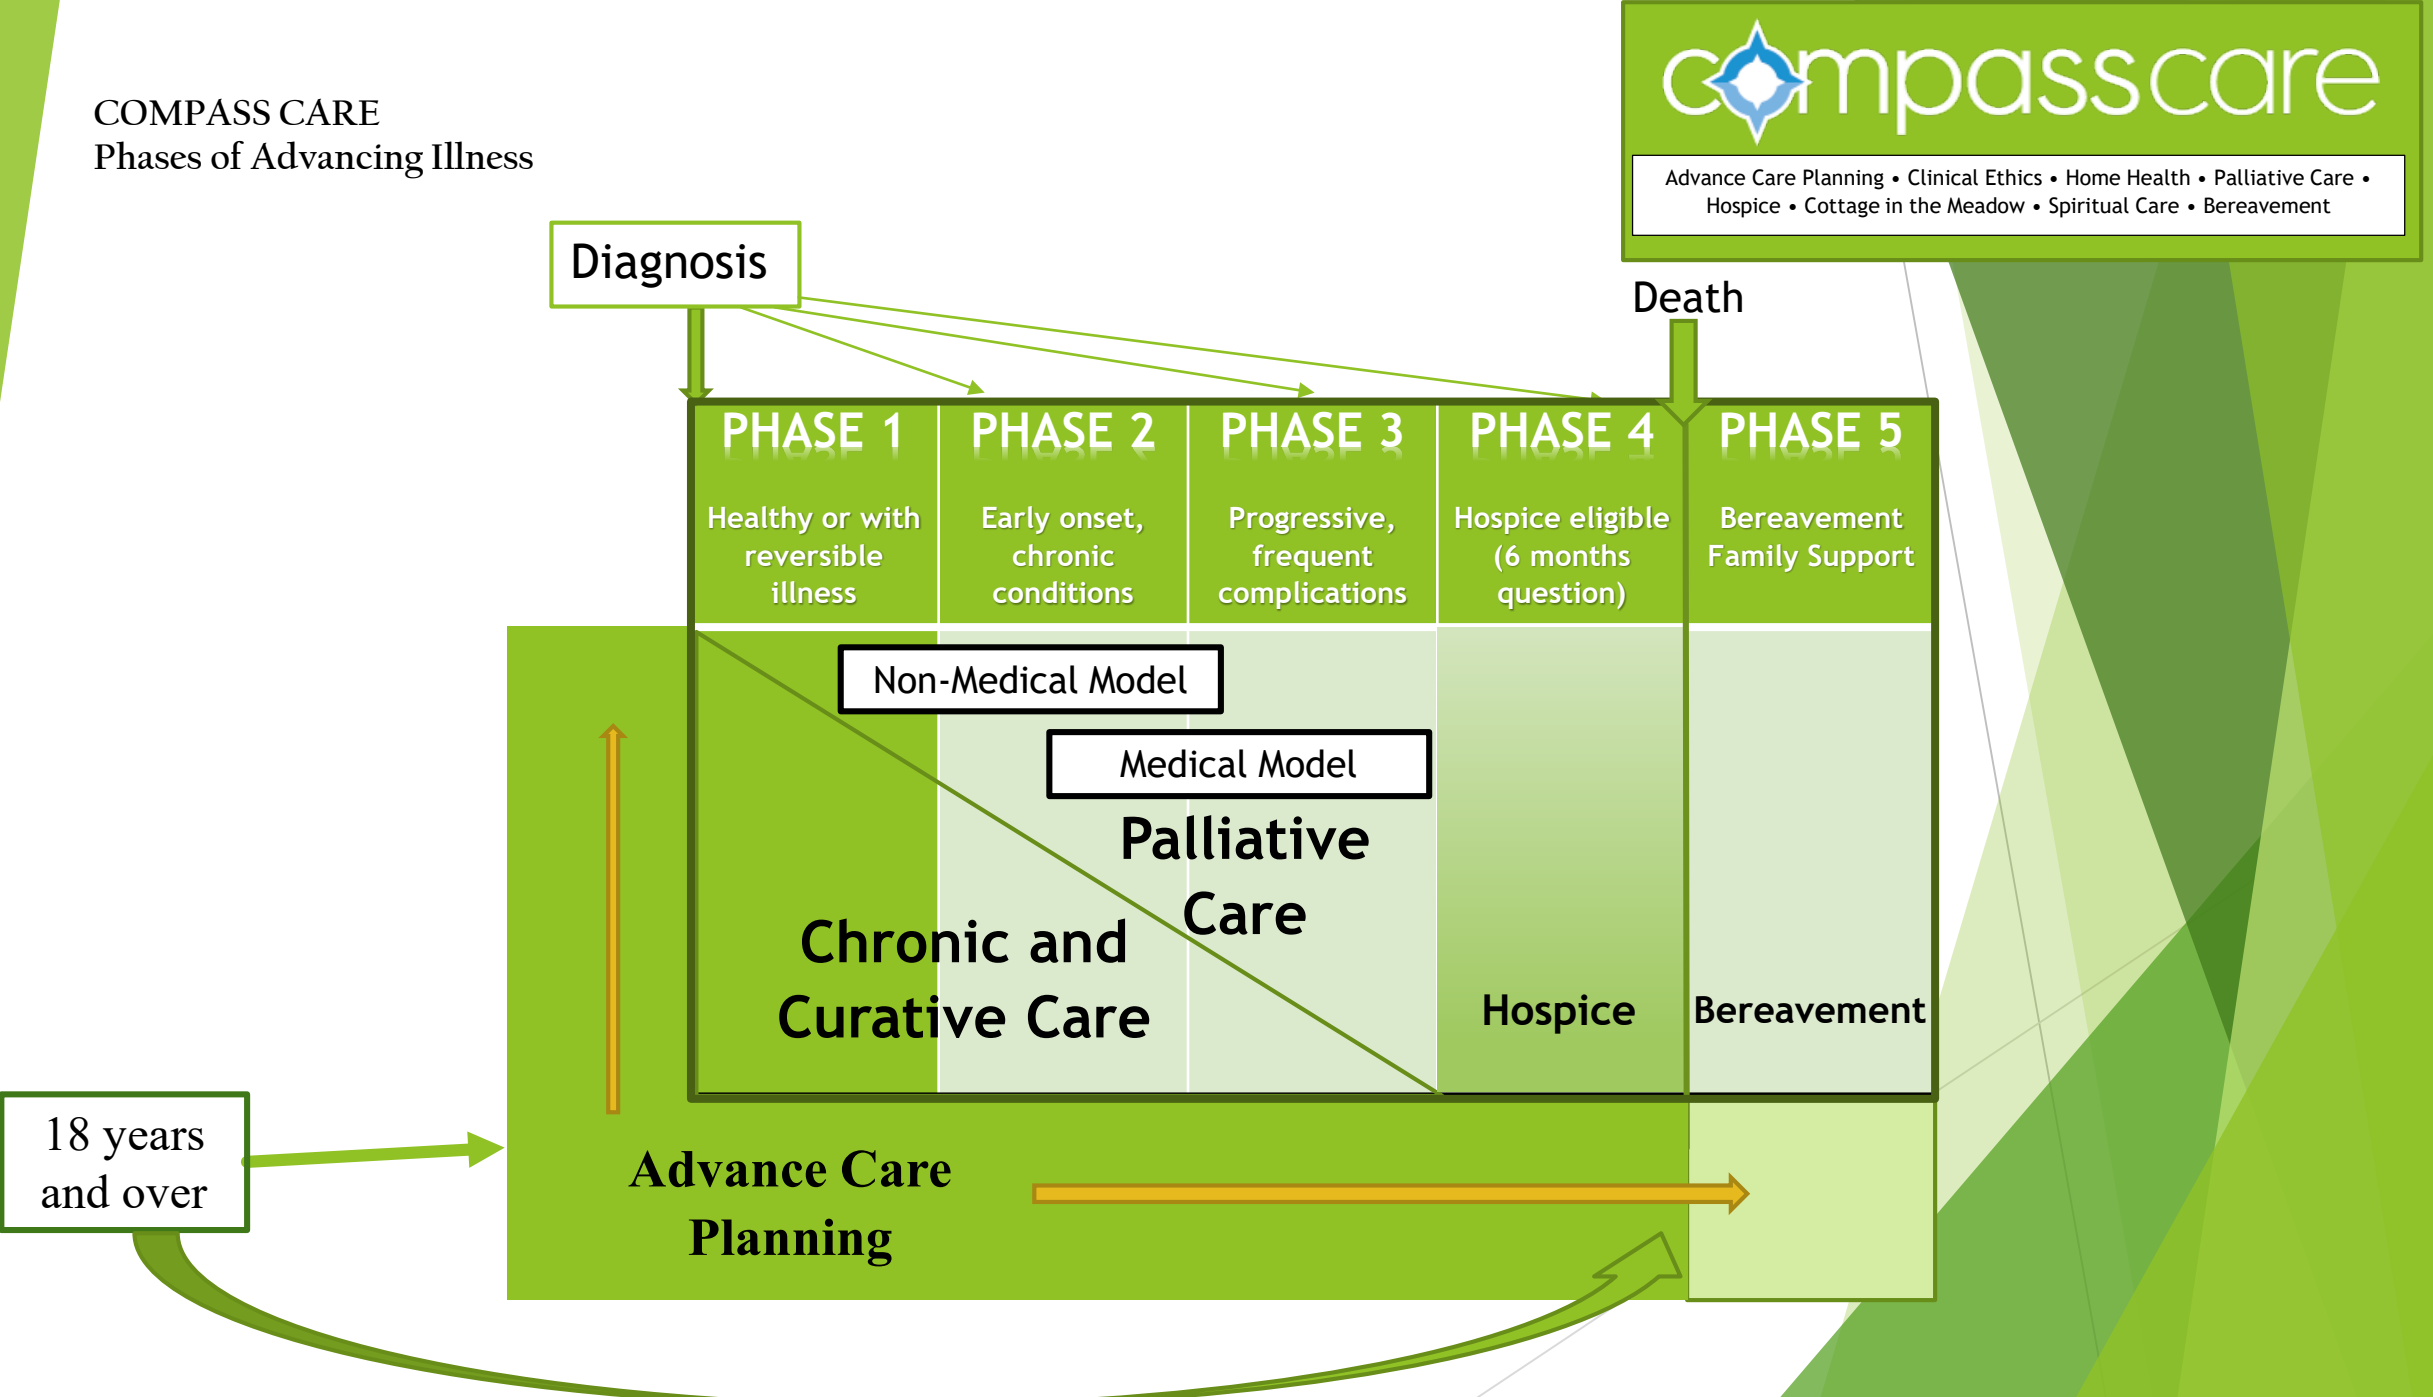 COMPASS CARE
Phases of Advancing Illness
compasscare
Advance Care Planning • Clinical Ethics • Home Health • Palliative Care •
Hospice • Cottage in the Meadow • Spiritual Care • Bereavement
Diagnosis
Death
PHASE 1
Healthy or with
reversible
illness
PHASE 2
Early onset,
chronic
conditions
PHASE 3
Progressive,
frequent
complications
PHASE 4
Hospice eligible
(6 months
question)
PHASE 5
Bereavement
Family Support
Non-Medical Model
Medical Model
Palliative
Care
Chronic and
Curative Care
Hospice
Bereavement
18 years
and over
Advance Care
Planning